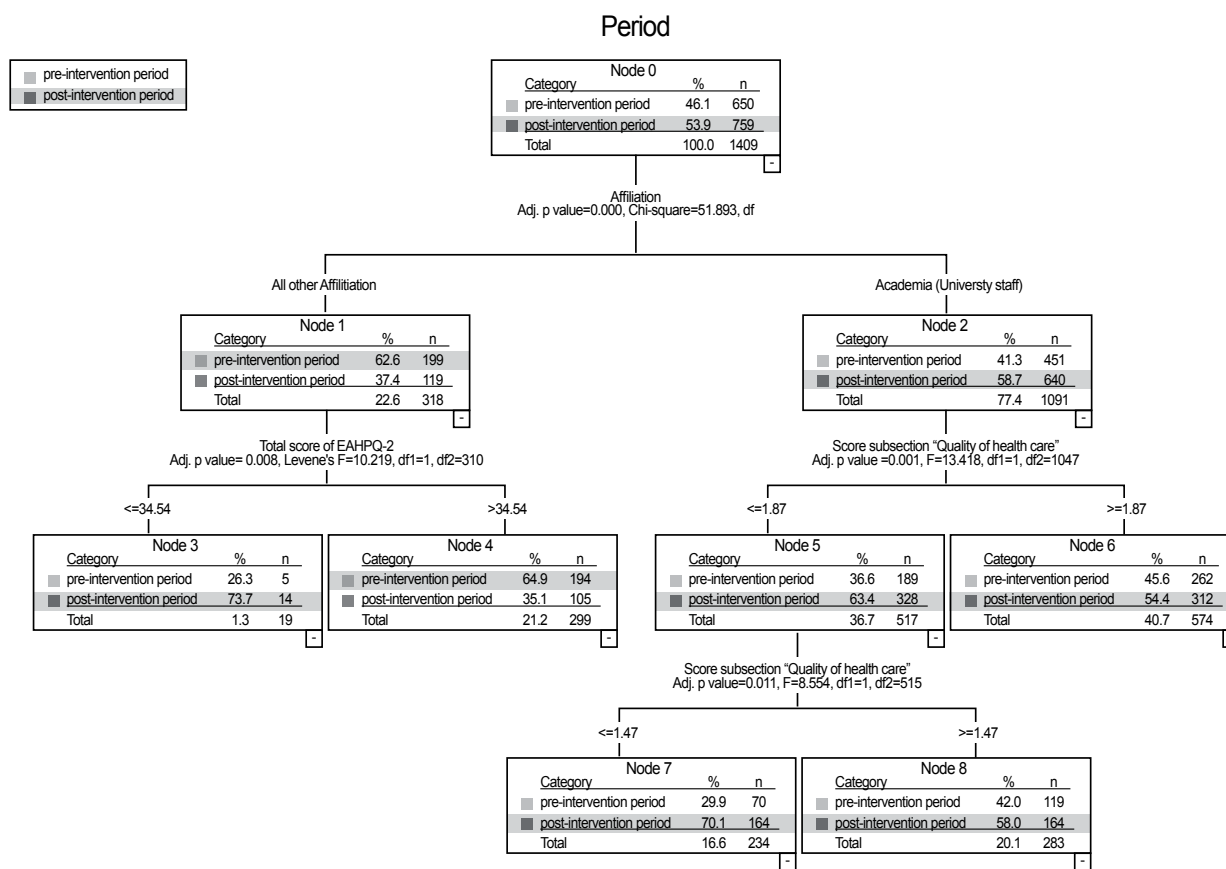 Period
pre-intervention period
post-intervention period
Node 0
Category % n
pre-intervention period 46.1 650
post-intervention period 53.9 759
Total 100.0 1409
-
Affiliation
Adj. p value=0.000, Chi-square=51.893, df
All other Affilitiation
Academia (Universty staff)
Node 1
Category % n
pre-intervention period 62.6 199
post-intervention period 37.4 119
Total 22.6 318
-
Node 2
Category % n
pre-intervention period 41.3 451
post-intervention period 58.7 640
Total 77.4 1091
-
Total score of EAHPQ-2
Adj. p value= 0.008, Levene's F=10.219, df1=1, df2=310
Score subsection “Quality of health care”
Adj. p value =0.001, F=13.418, df1=1, df2=1047
<=34.54
>34.54
<=1.87
>=1.87
Node 3
Category % n
pre-intervention period 26.3 5
post-intervention period 73.7 14
Total 1.3 19
-
Node 4
Category % n
pre-intervention period 64.9 194
post-intervention period 35.1 105
Total 21.2 299
-
Node 5
Category % n
pre-intervention period 36.6 189
post-intervention period 63.4 328
Total 36.7 517
-
Node 6
Category % n
pre-intervention period 45.6 262
post-intervention period 54.4 312
Total 40.7 574
-
Score subsection “Quality of health care”
Adj. p value=0.011, F=8.554, df1=1, df2=515
<=1.47
>=1.47
Node 7
Category % n
pre-intervention period 29.9 70
post-intervention period 70.1 164
Total 16.6 234
-
Node 8
Category % n
pre-intervention period 42.0 119
post-intervention period 58.0 164
Total 20.1 283
-